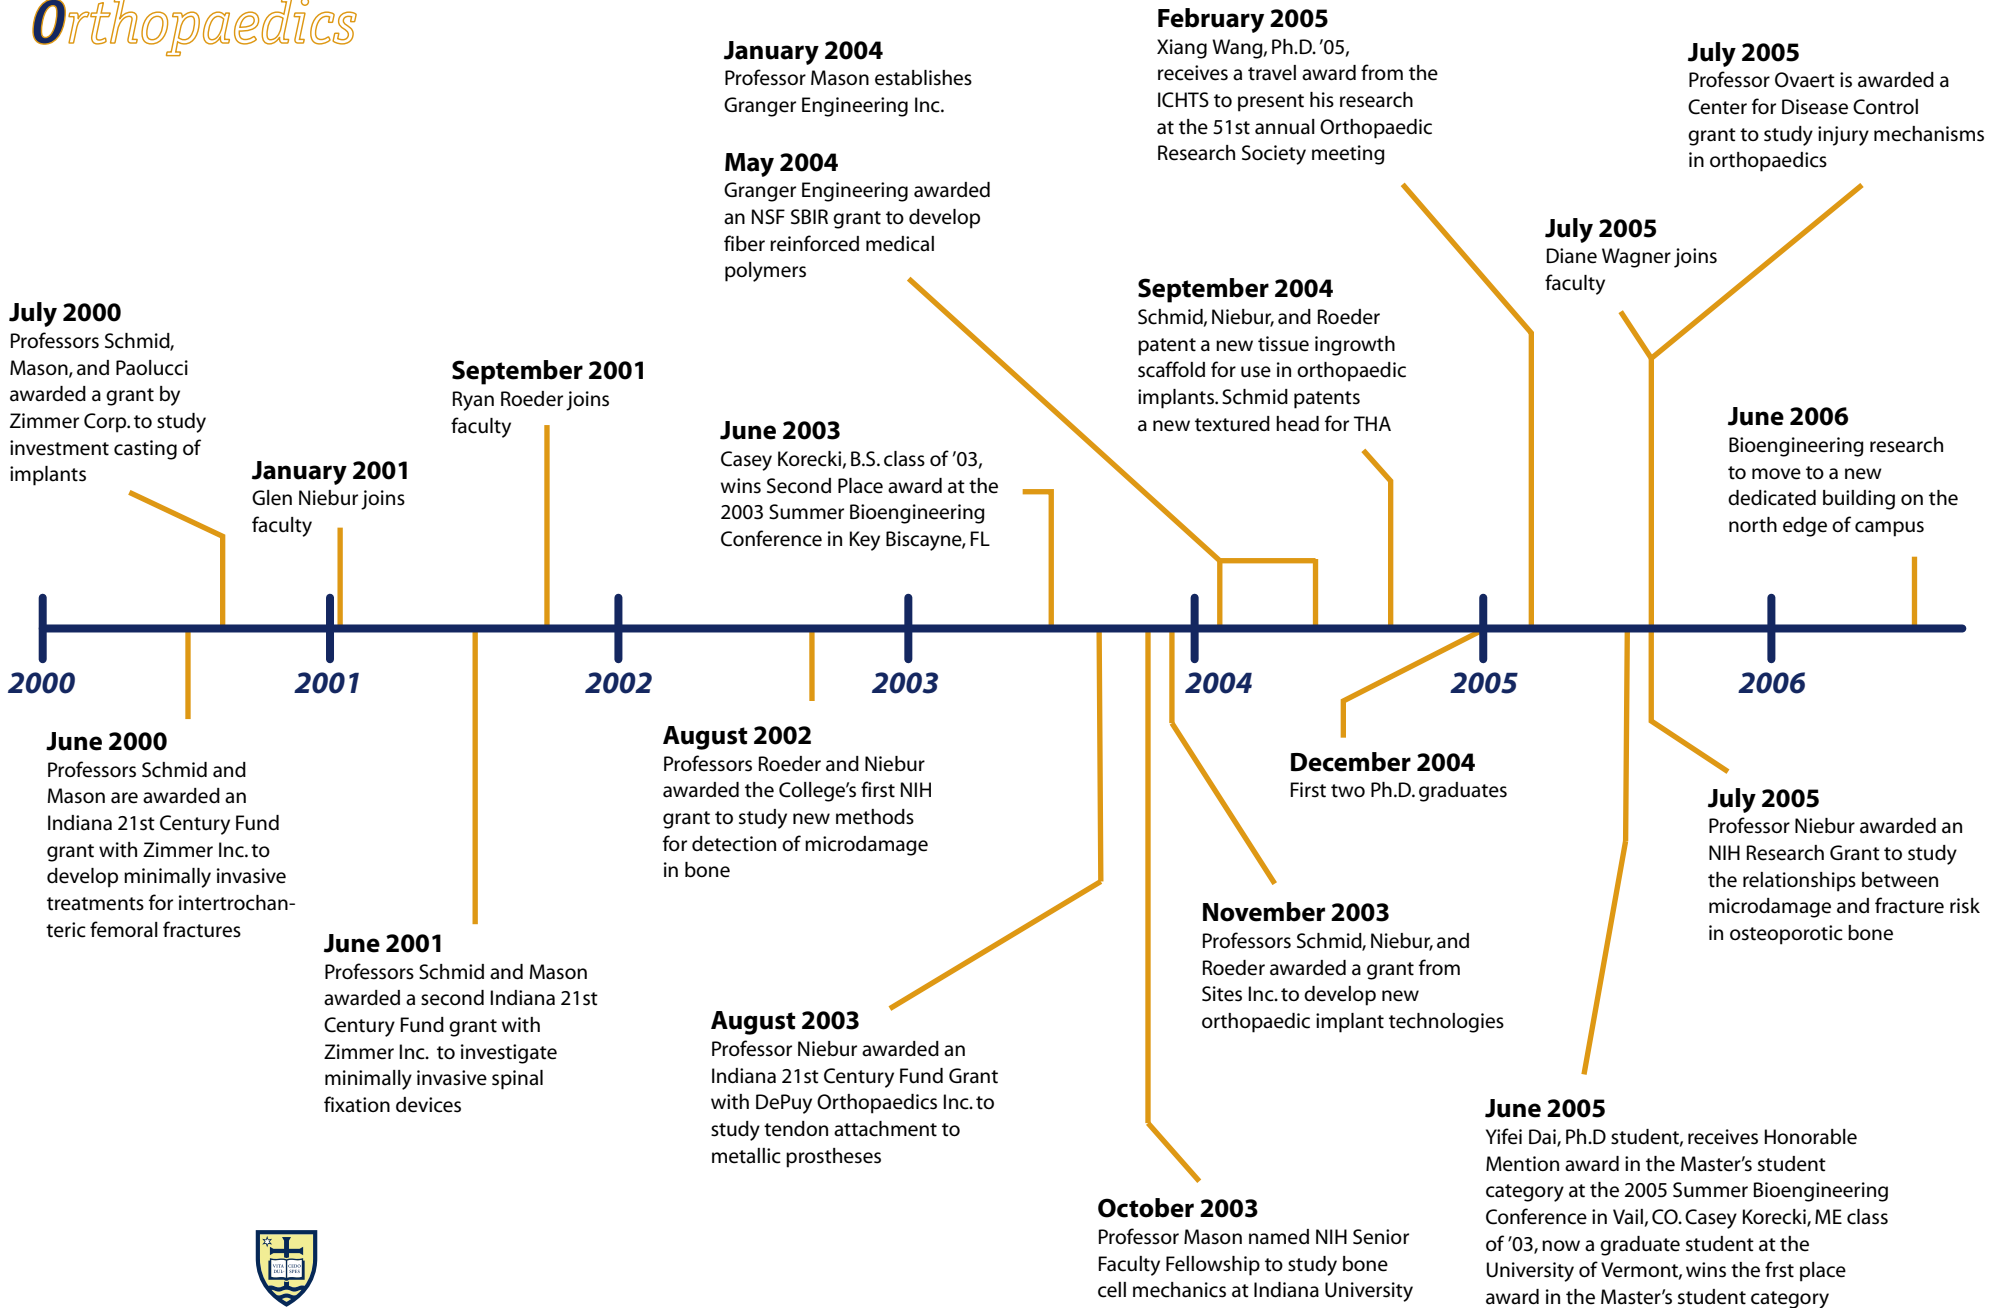 Orthopaedics
January 2004
Professor Mason establishes
Granger Engineering Inc.
May 2004
Granger Engineering awarded
an NSF SBIR grant to develop
fiber reinforced medical
polymers
February 2005
Xiang Wang, Ph.D. '05,
receives a travel award from the
ICHTS to present his research
at the 51st annual Orthopaedic
Research Society meeting
July 2005
Professor Ovaert is awarded a
Center for Disease Control
grant to study injury mechanisms
in orthopaedics
July 2005
Diane Wagner joins
faculty
September 2004
Schmid, Niebur, and Roeder
patent a new tissue ingrowth
scaffold for use in orthopaedic
implants. Schmid patents
a new textured head for THA
July 2000
Professors Schmid,
Mason, and Paolucci
awarded a grant by
Zimmer Corp. to study
investment casting of
implants
January 2001
Glen Niebur joins
faculty
September 2001
Ryan Roeder joins
faculty
June 2003
Casey Korecki, B.S. class of '03,
wins Second Place award at the
2003 Summer Bioengineering
Conference in Key Biscayne, FL
June 2006
Bioengineering research
to move to a new
dedicated building on the
north edge of campus
2000
2001
2002
2003
2004
2005
2006
June 2000
Professors Schmid and
Mason are awarded an
Indiana 21st Century Fund
grant with Zimmer Inc. to
develop minimally invasive
treatments for intertrochan-
teric femoral fractures
June 2001
Professors Schmid and Mason
awarded a second Indiana 21st
Century Fund grant with
Zimmer Inc.  to investigate
minimally invasive spinal
fixation devices
August 2002
Professors Roeder and Niebur
awarded the College's first NIH
grant to study new methods
for detection of microdamage
in bone
August 2003
Professor Niebur awarded an
Indiana 21st Century Fund Grant
with DePuy Orthopaedics Inc. to
study tendon attachment to
metallic prostheses
October 2003
Professor Mason named NIH Senior
Faculty Fellowship to study bone
cell mechanics at Indiana University
November 2003
Professors Schmid, Niebur, and
Roeder awarded a grant from
Sites Inc. to develop new
orthopaedic implant technologies
December 2004
First two Ph.D. graduates
June 2005
Yifei Dai, Ph.D student, receives Honorable
Mention award in the Master's student
category at the 2005 Summer Bioengineering
Conference in Vail, CO. Casey Korecki, ME class
of '03, now a graduate student at the
University of Vermont, wins the frst place
award in the Master's student category
July 2005
Professor Niebur awarded an
NIH Research Grant to study
the relationships between
microdamage and fracture risk
in osteoporotic bone
VITA CEDO
DUL- SPES